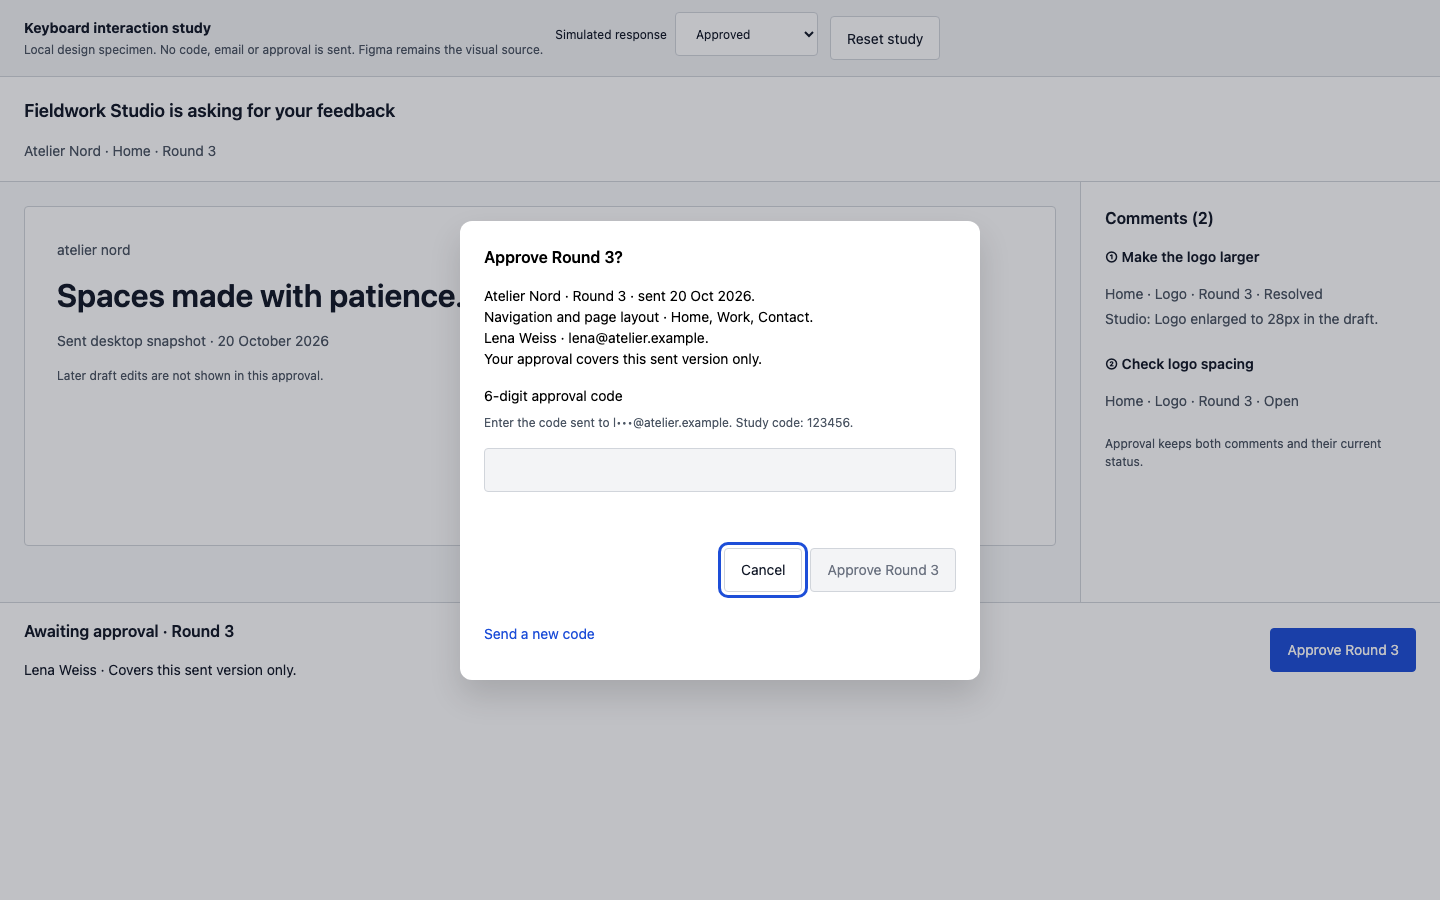 Keyboard interaction study
Local design specimen. No code, email or approval is sent. Figma remains the visual source.
Simulated response
Approved
Reset study
Fieldwork Studio is asking for your feedback
Atelier Nord · Home · Round 3
atelier nord
Spaces made with patience.
Sent desktop snapshot · 20 October 2026
Later draft edits are not shown in this approval.
Approve Round 3?
Atelier Nord · Round 3 · sent 20 Oct 2026.
Navigation and page layout · Home, Work, Contact.
Lena Weiss · lena@atelier.example.
Your approval covers this sent version only.
6-digit approval code
Enter the code sent to l•••@atelier.example. Study code: 123456.
Cancel
Approve Round 3
Send a new code
Comments (2)
① Make the logo larger
Home · Logo · Round 3 · Resolved
Studio: Logo enlarged to 28px in the draft.
② Check logo spacing
Home · Logo · Round 3 · Open
Approval keeps both comments and their current
status.
Awaiting approval · Round 3
Lena Weiss · Covers this sent version only.
Approve Round 3